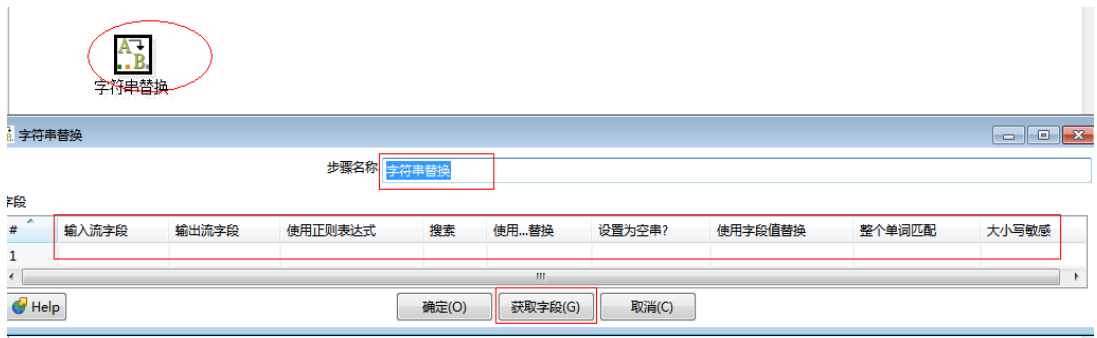 字符串替换
字符串替换
步骤名称 字符串替换
字段
# 输入流字段 输出流字段 使用正则表达式 搜索 使用...替换 设置为空串? 使用字段值替换 整个单词匹配 大小写敏感
1
Help 确定(O) 获取字段(G) 取消(C)